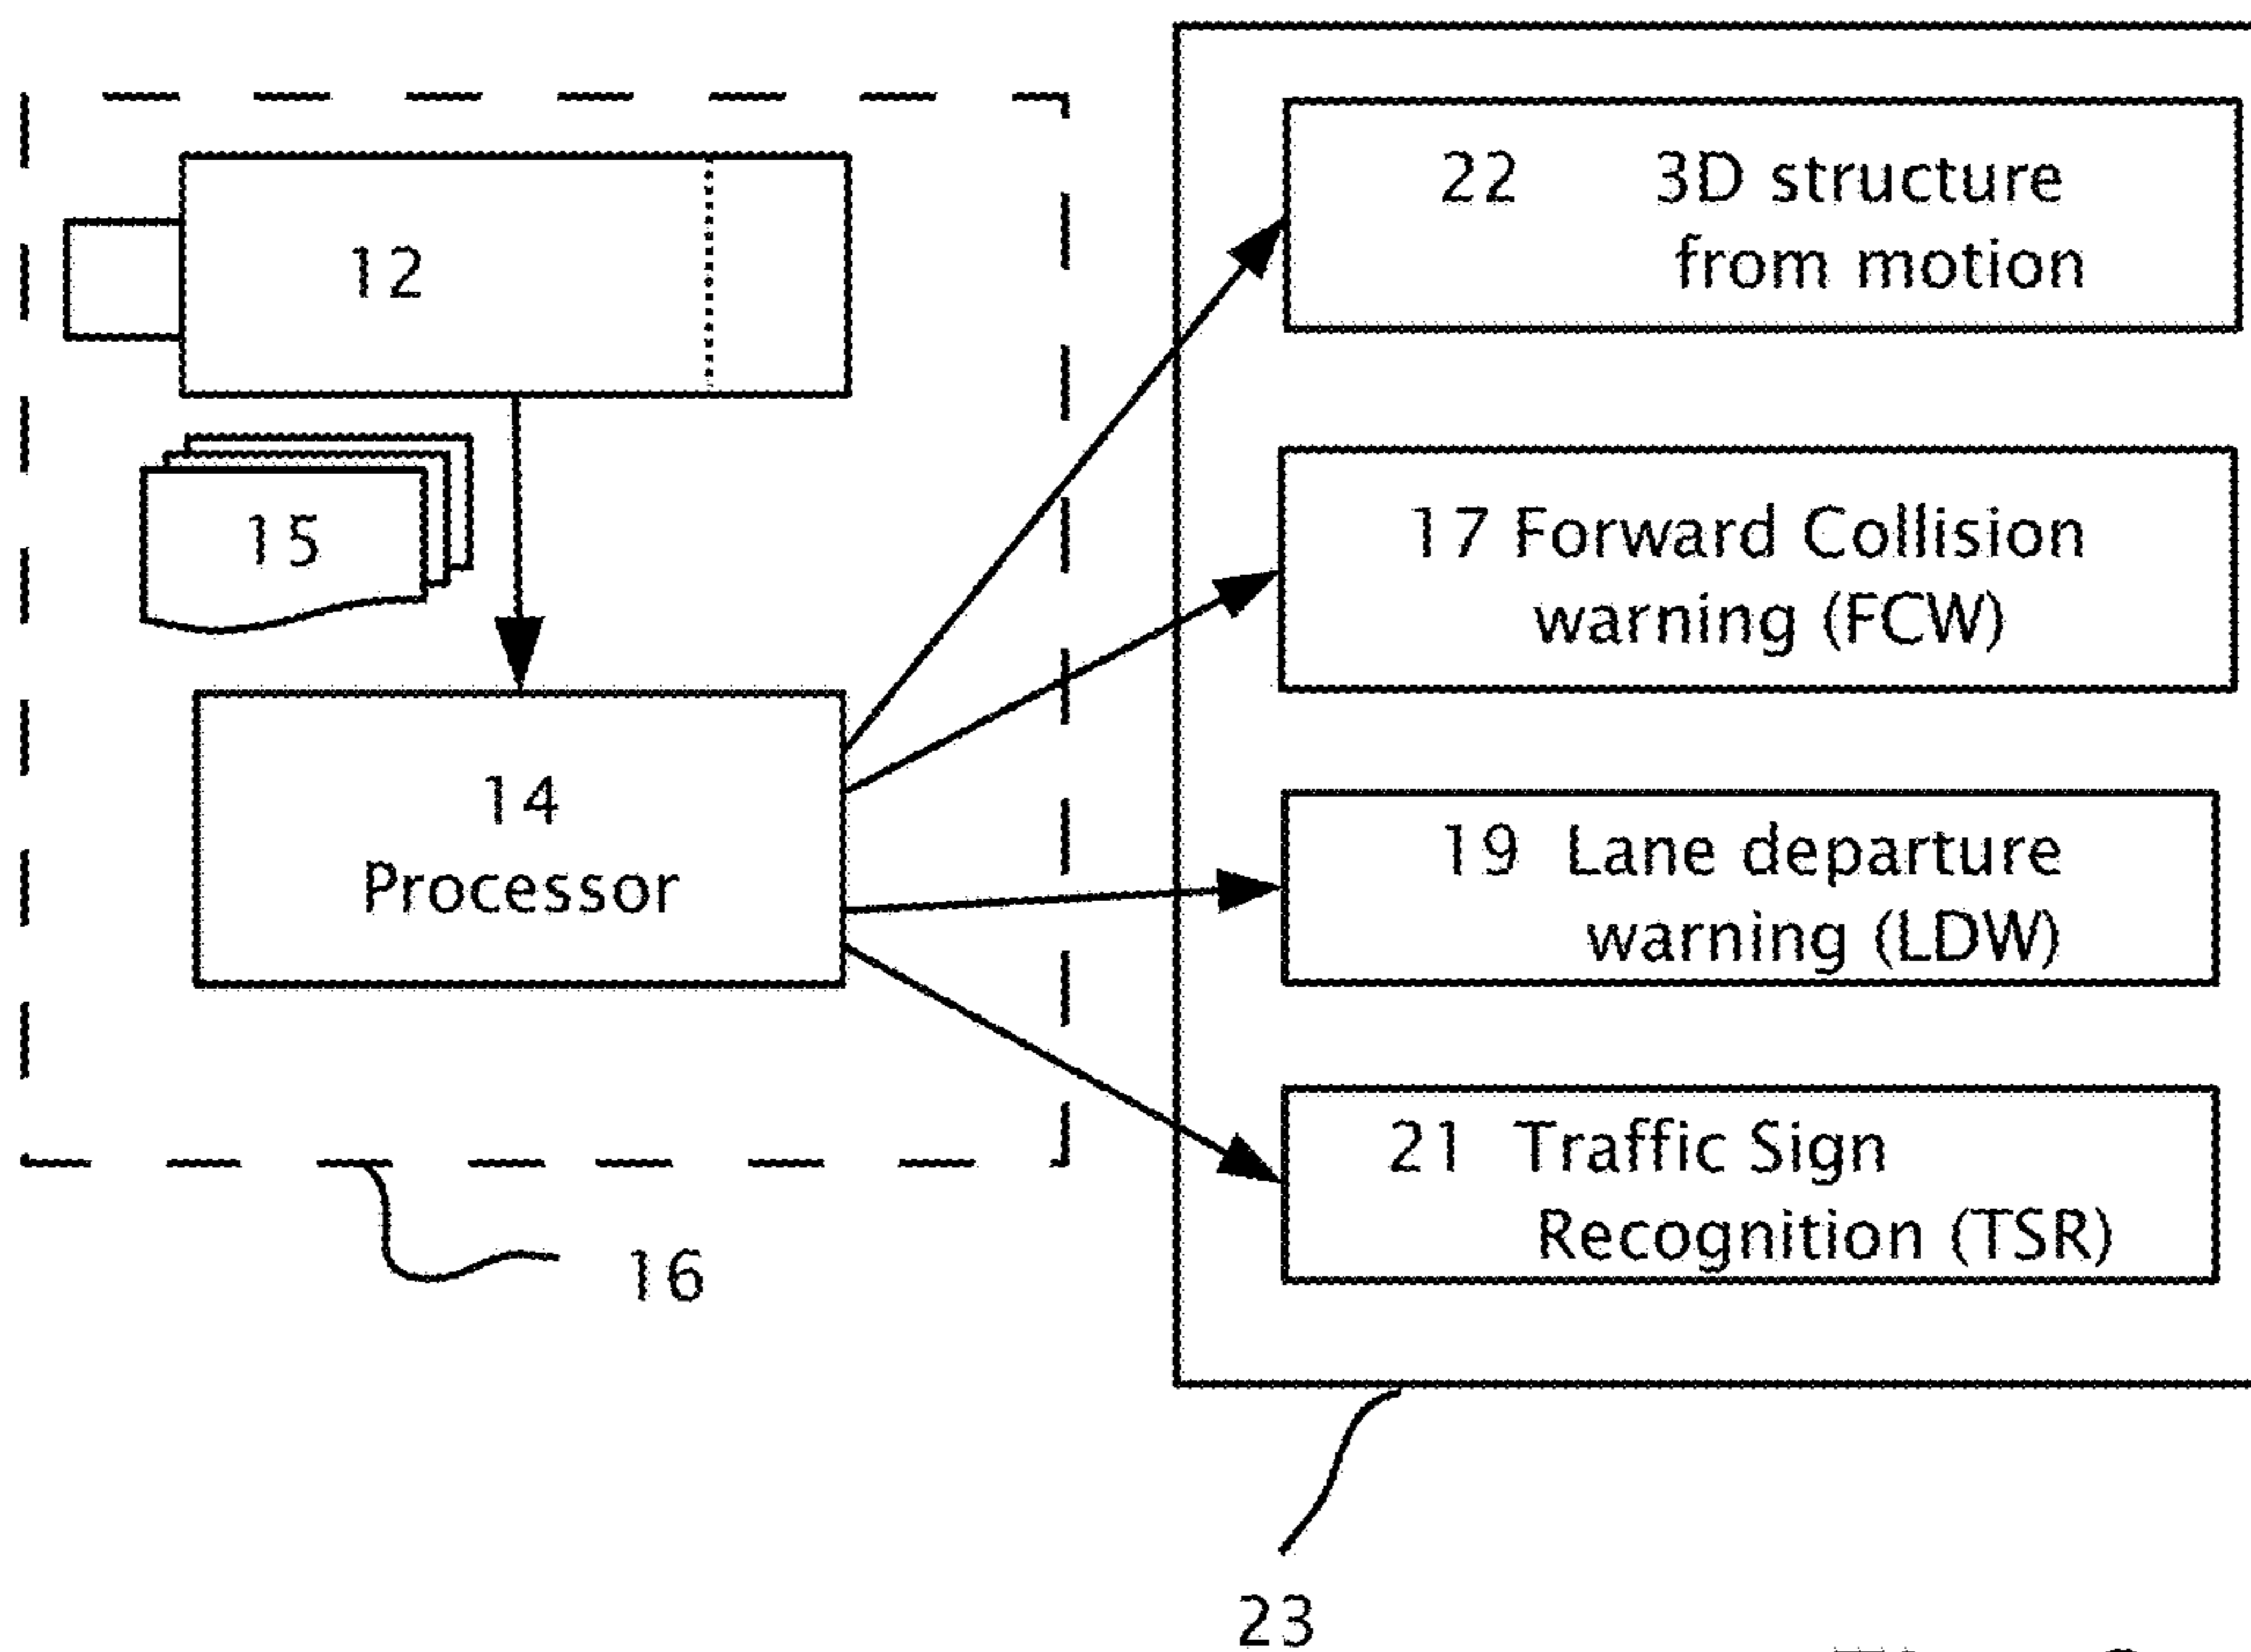 12
15
14
Processor
16
22 3D structure
from motion
17 Forward Collision
warning (FCW)
19 Lane departure
warning (LDW)
21 Traffic Sign
Recognition (TSR)
23